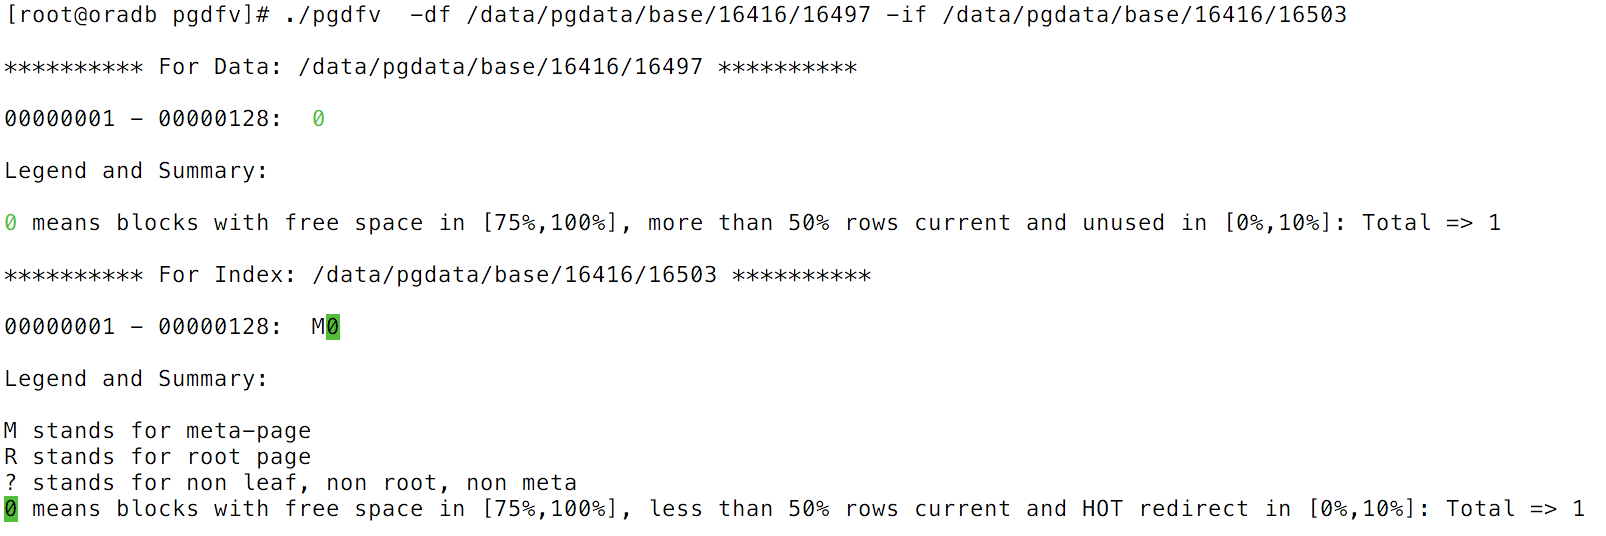 [root@oradb pgdfv]# ./pgdfv  -df /data/pgdata/base/16416/16497 -if /data/pgdata/base/16416/16503
********** For Data: /data/pgdata/base/16416/16497 **********
00000001 - 00000128:  0
Legend and Summary:
0 means blocks with free space in [75%,100%], more than 50% rows current and unused in [0%,10%]: Total => 1
********** For Index: /data/pgdata/base/16416/16503 **********
00000001 - 00000128:  M0
Legend and Summary:
M stands for meta-page
R stands for root page
? stands for non leaf, non root, non meta
0 means blocks with free space in [75%,100%], less than 50% rows current and HOT redirect in [0%,10%]: Total => 1